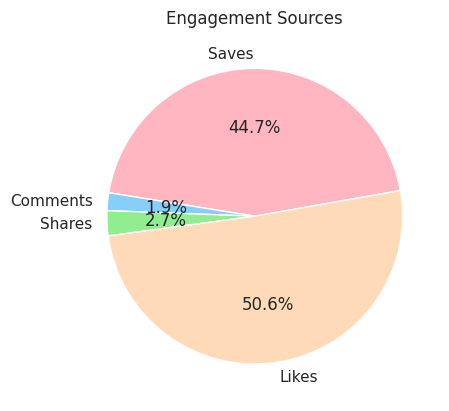 Engagement Sources
Saves
44.7%
Comments
1.9%
Shares
2.7%
50.6%
Likes